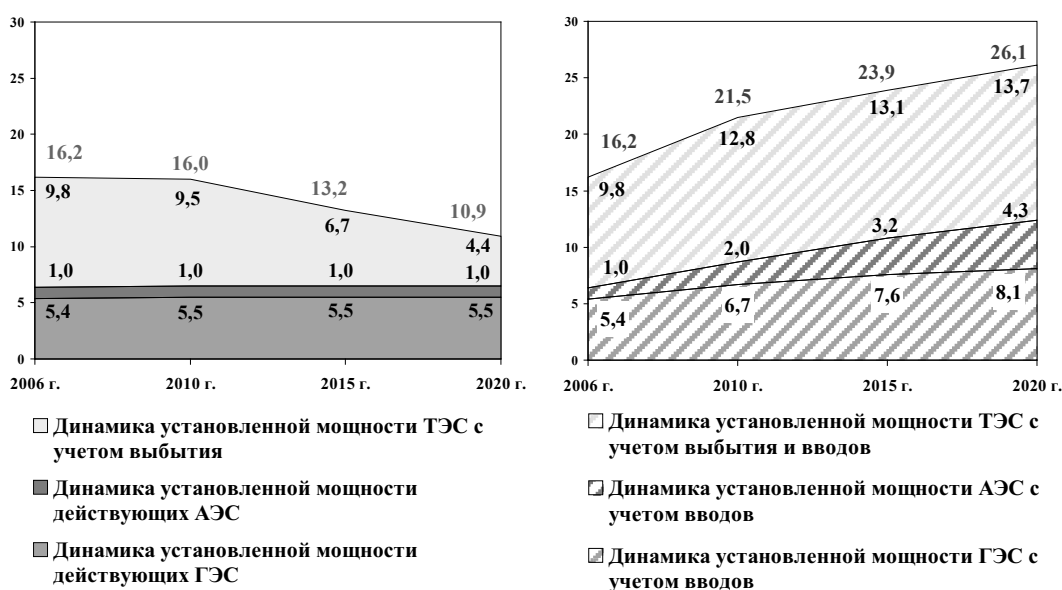 30
25
20
15
10
5
0
16,2
16,0
13,2
10,9
9,8
9,5
6,7
4,4
1,0
1,0
1,0
1,0
5,4
5,5
5,5
5,5
2006 г.
2010 г.
2015 г.
2020 г.
Динамика установленной мощности ТЭС с
учетом выбытия
Динамика установленной мощности
действующих АЭС
Динамика установленной мощности
действующих ГЭС
30
25
20
15
10
5
0
16,2
21,5
23,9
26,1
9,8
12,8
13,1
13,7
1,0
2,0
3,2
4,3
5,4
6,7
7,6
8,1
2006 г.
2010 г.
2015 г.
2020 г.
Динамика установленной мощности ТЭС с
учетом выбытия и вводов
Динамика установленной мощности АЭС с
учетом вводов
Динамика установленной мощности ГЭС с
учетом вводов